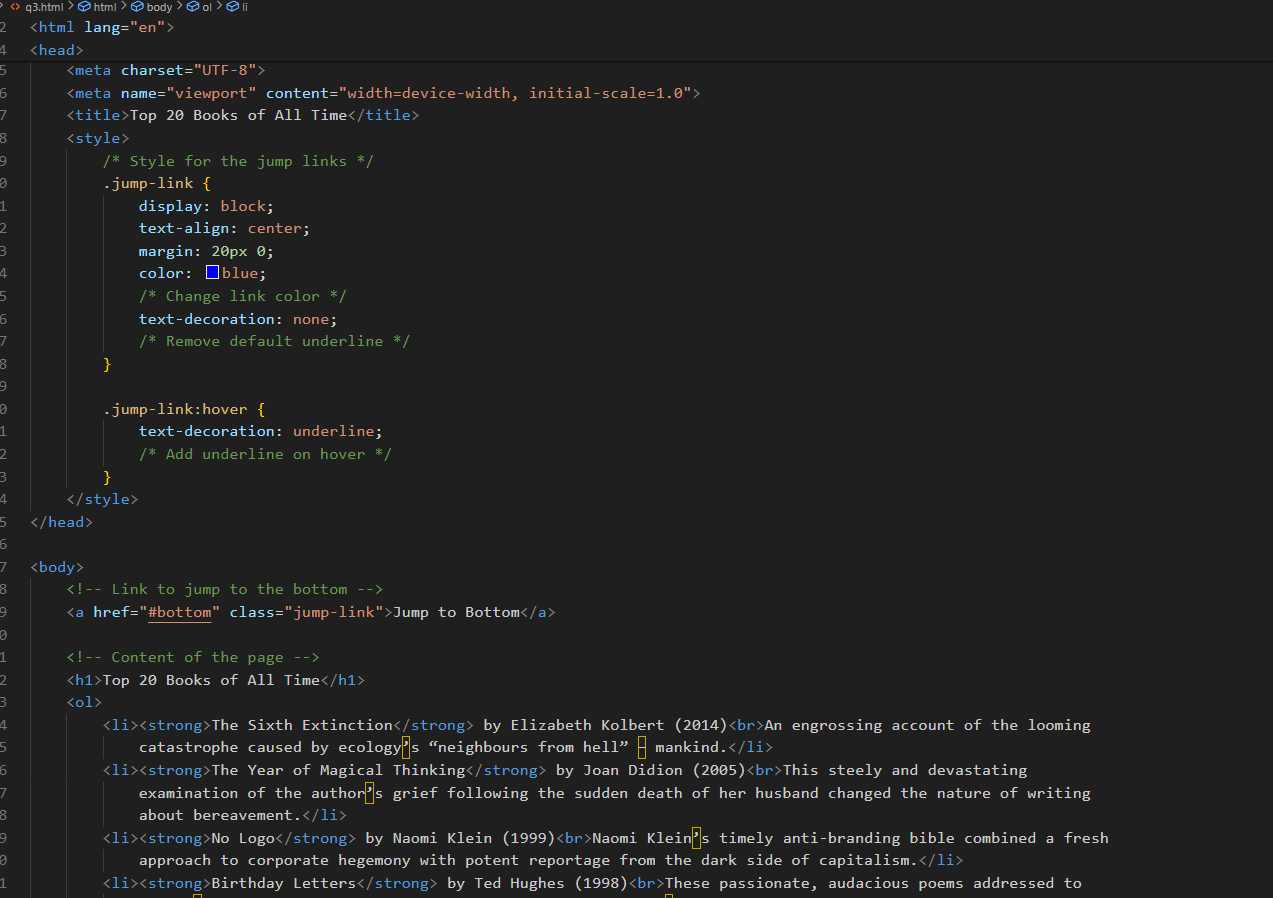 q3.html > html > body > ol > li
2 <html lang="en">
4 <head>
5 <meta charset="UTF-8">
6 <meta name="viewport" content="width=device-width, initial-scale=1.0">
7 <title>Top 20 Books of All Time</title>
8 <style>
9 /* Style for the jump links */
0 .jump-link {
1 display: block;
2 text-align: center;
3 margin: 20px 0;
4 color: blue;
5 /* Change link color */
6 text-decoration: none;
7 /* Remove default underline */
8 }
9
0 .jump-link:hover {
1 text-decoration: underline;
2 /* Add underline on hover */
3 }
4 </style>
5 </head>
6
7 <body>
8 <!-- Link to jump to the bottom -->
9 <a href="#bottom" class="jump-link">Jump to Bottom</a>
0
1 <!-- Content of the page -->
2 <h1>Top 20 Books of All Time</h1>
3 <ol>
4 <li><strong>The Sixth Extinction</strong> by Elizabeth Kolbert (2014)<br>An engrossing account of the looming
5 catastrophe caused by ecology’s “neighbours from hell” – mankind.</li>
6 <li><strong>The Year of Magical Thinking</strong> by Joan Didion (2005)<br>This steely and devastating
7 examination of the author’s grief following the sudden death of her husband changed the nature of writing
8 about bereavement.</li>
9 <li><strong>No Logo</strong> by Naomi Klein (1999)<br>Naomi Klein’s timely anti-branding bible combined a fresh
0 approach to corporate hegemony with potent reportage from the dark side of capitalism.</li>
1 <li><strong>Birthday Letters</strong> by Ted Hughes (1998)<br>These passionate, audacious poems addressed to